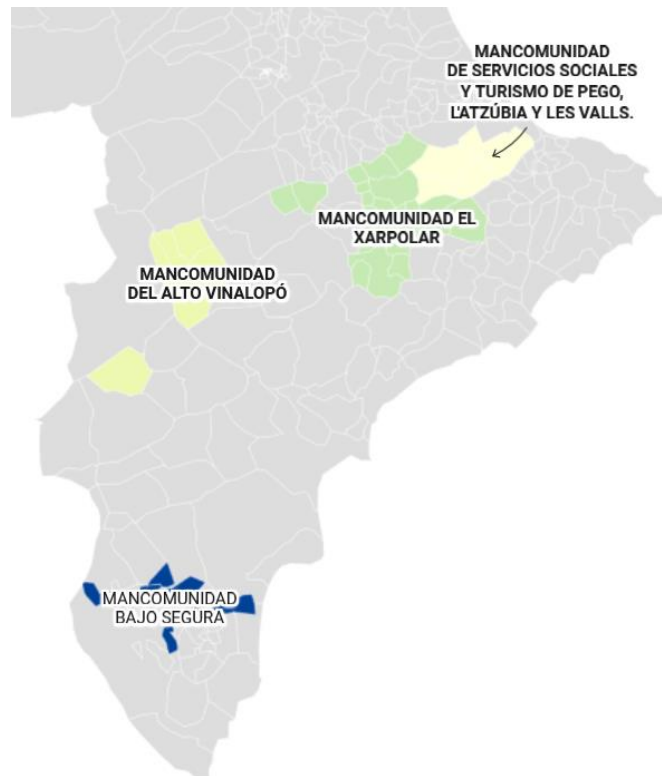 MANCOMUNIDAD
DE SERVICIOS SOCIALES
Y TURISMO DE PEGO,
L'ATZÚBIA Y LES VALLS.
MANCOMUNIDAD EL
XARPOLAR
MANCOMUNIDAD
DEL ALTO VINALOPÓ
MANCOMUNIDAD
BAJO SEGURA